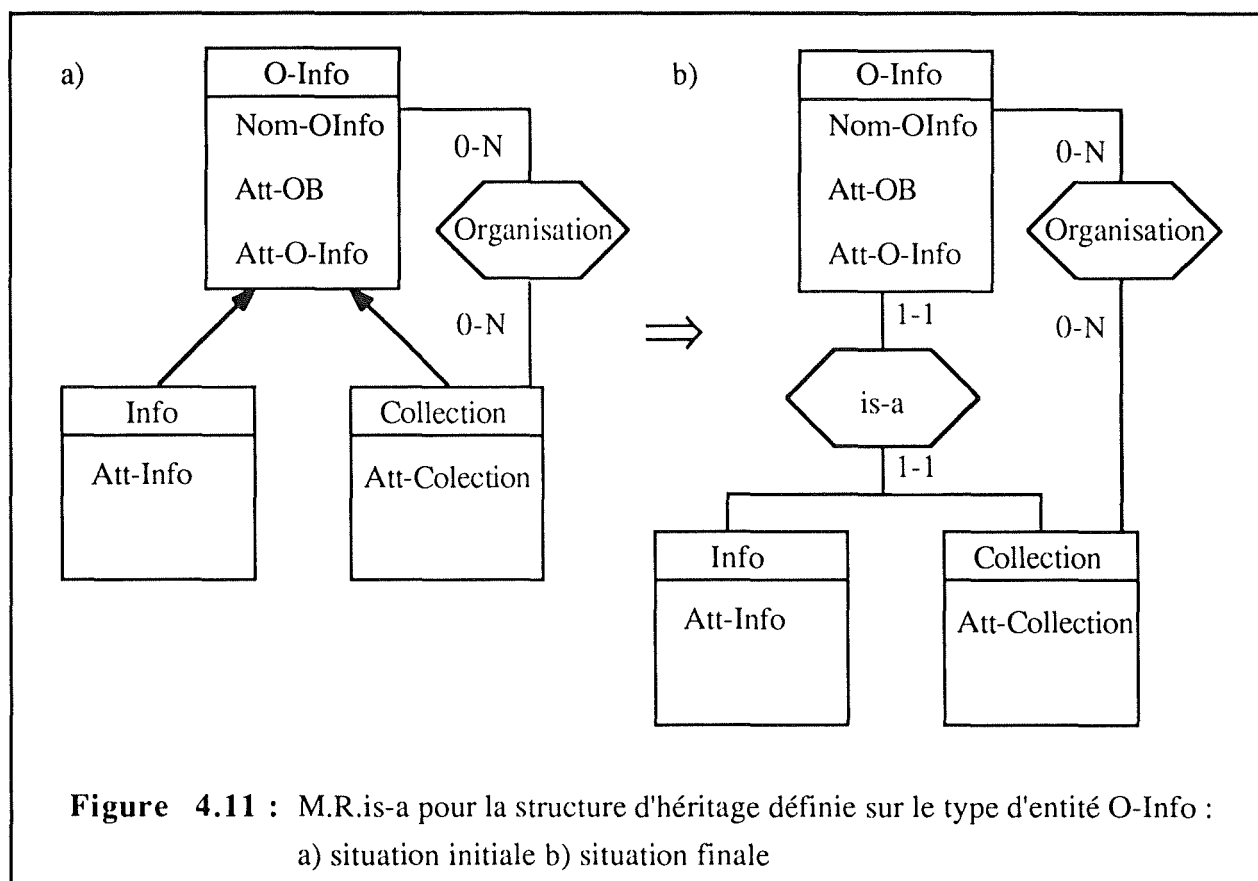 a)
O-Info
Nom-OInfo
Att-OB
Att-O-Info
0-N
Organisation
0-N
Info
Att-Info
Collection
Att-Colection
⇒
b)
O-Info
Nom-OInfo
Att-OB
Att-O-Info
0-N
Organisation
0-N
1-1
is-a
1-1
Info
Att-Info
Collection
Att-Collection
Figure 4.11 : M.R.is-a pour la structure d'héritage définie sur le type d'entité O-Info :
a) situation initiale b) situation finale